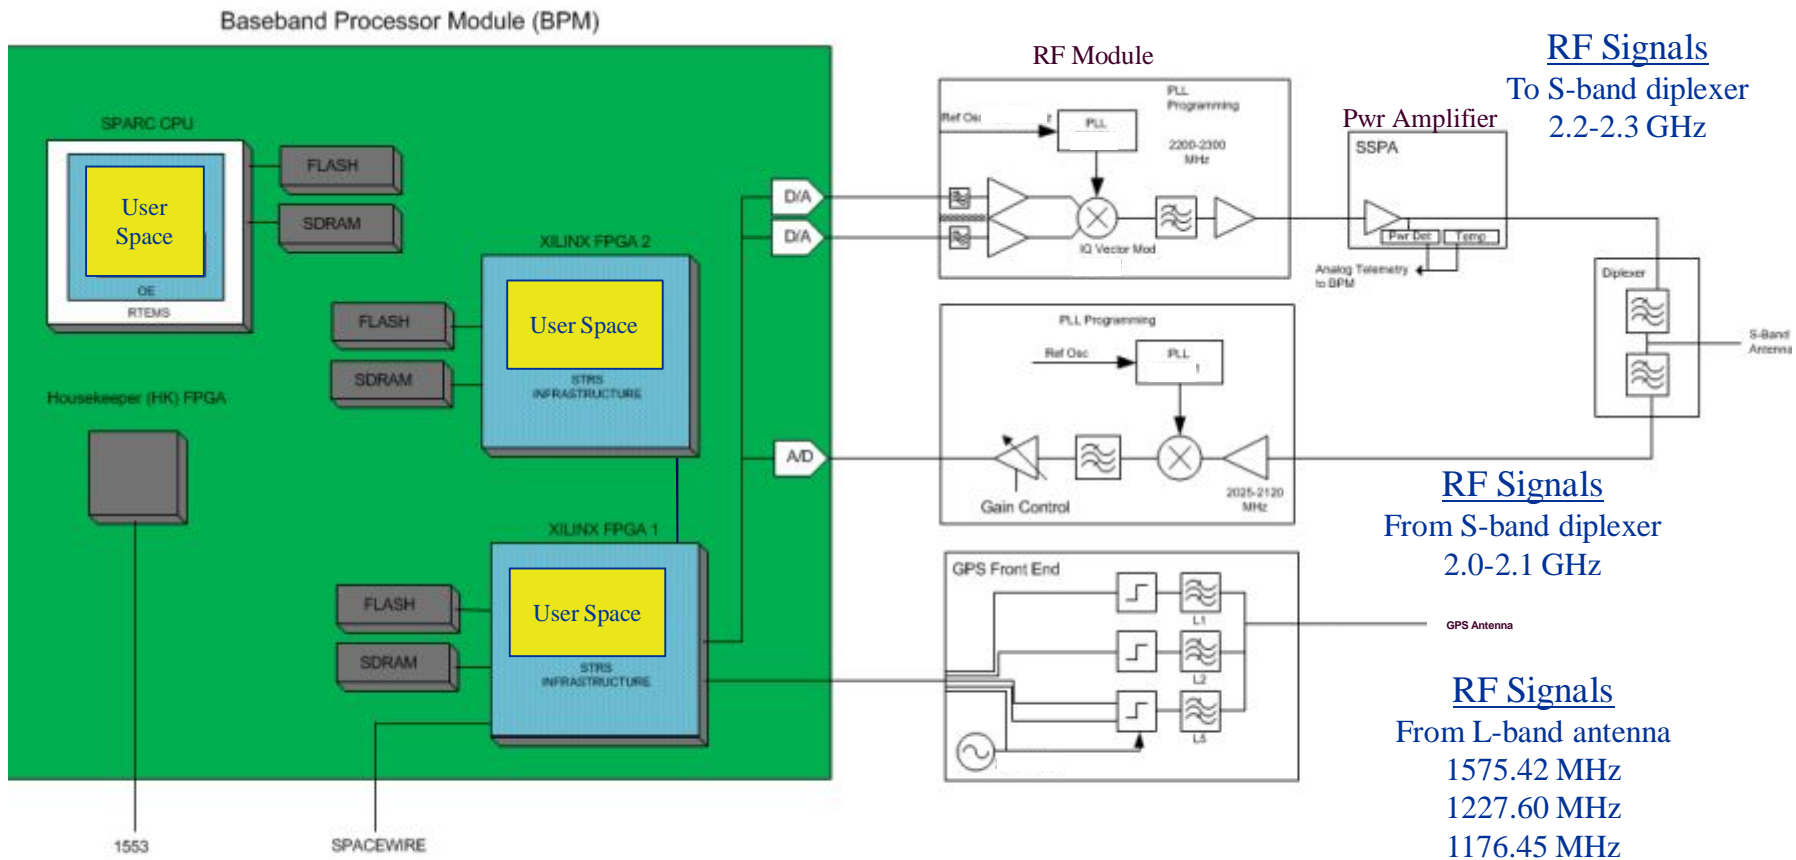 Baseband Processor Module (BPM)
SPARC CPU
User
Space
OE
RTEMS
FLASH
SDRAM
XILINX FPGA 2
User Space
STRS
INFRASTRUCTURE
FLASH
SDRAM
Housekeeper (HK) FPGA
XILINX FPGA 1
User Space
STRS
INFRASTRUCTURE
FLASH
SDRAM
1553
SPACEWIRE
D/A
D/A
A/D
RF Module
PLL
Programming
Ref Osc
PLL
2200-2300
MHz
IQ Vector Mod
Pwr Amplifier
SSPA
Pwr Det
Temp
Analog Telemetry
to BPM
RF Signals
To S-band diplexer
2.2-2.3 GHz
Diplexer
S-Band
Antenna
PLL Programming
Ref Osc
PLL
Gain Control
2025-2120
MHz
RF Signals
From S-band diplexer
2.0-2.1 GHz
GPS Front End
L1
L2
L5
GPS Antenna
RF Signals
From L-band antenna
1575.42 MHz
1227.60 MHz
1176.45 MHz